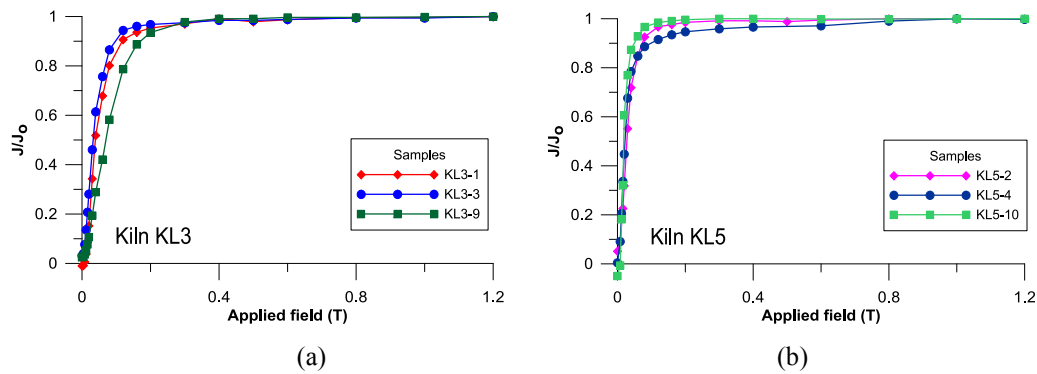 J/Jo
1
0.8
0.6
0.4
0.2
0
0 0.4 0.8 1.2
Applied field (T)
Samples
KL3-1
KL3-3
KL3-9
Kiln KL3
(a)
J/Jo
1
0.8
0.6
0.4
0.2
0
0 0.4 0.8 1.2
Applied field (T)
Samples
KL5-2
KL5-4
KL5-10
Kiln KL5
(b)